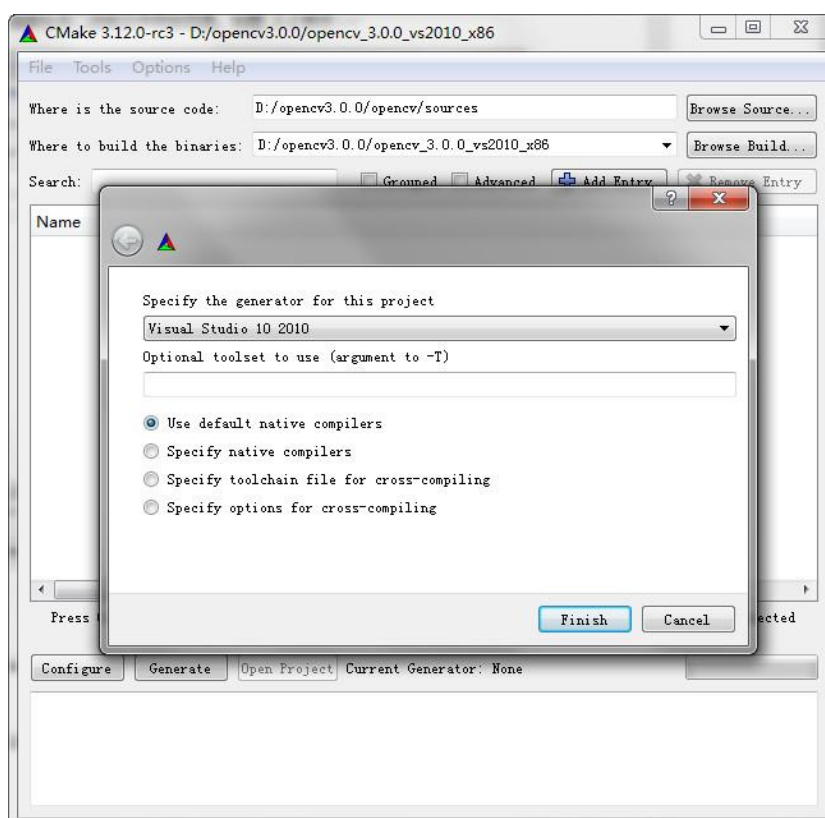 CMake 3.12.0-rc3 - D:/opencv3.0.0/opencv_3.0.0_vs2010_x86
File Tools Options Help
Where is the source code: D:/opencv3.0.0/opencv/sources Browse Source...
Where to build the binaries: D:/opencv3.0.0/opencv_3.0.0_vs2010_x86 Browse Build...
Search: Grouped Advanced Add Entry Remove Entry
Name
Specify the generator for this project
Visual Studio 10 2010
Optional toolset to use (argument to -T)
Use default native compilers
Specify native compilers
Specify toolchain file for cross-compiling
Specify options for cross-compiling
Finish Cancel
Press ected
Configure Generate Open Project Current Generator: None